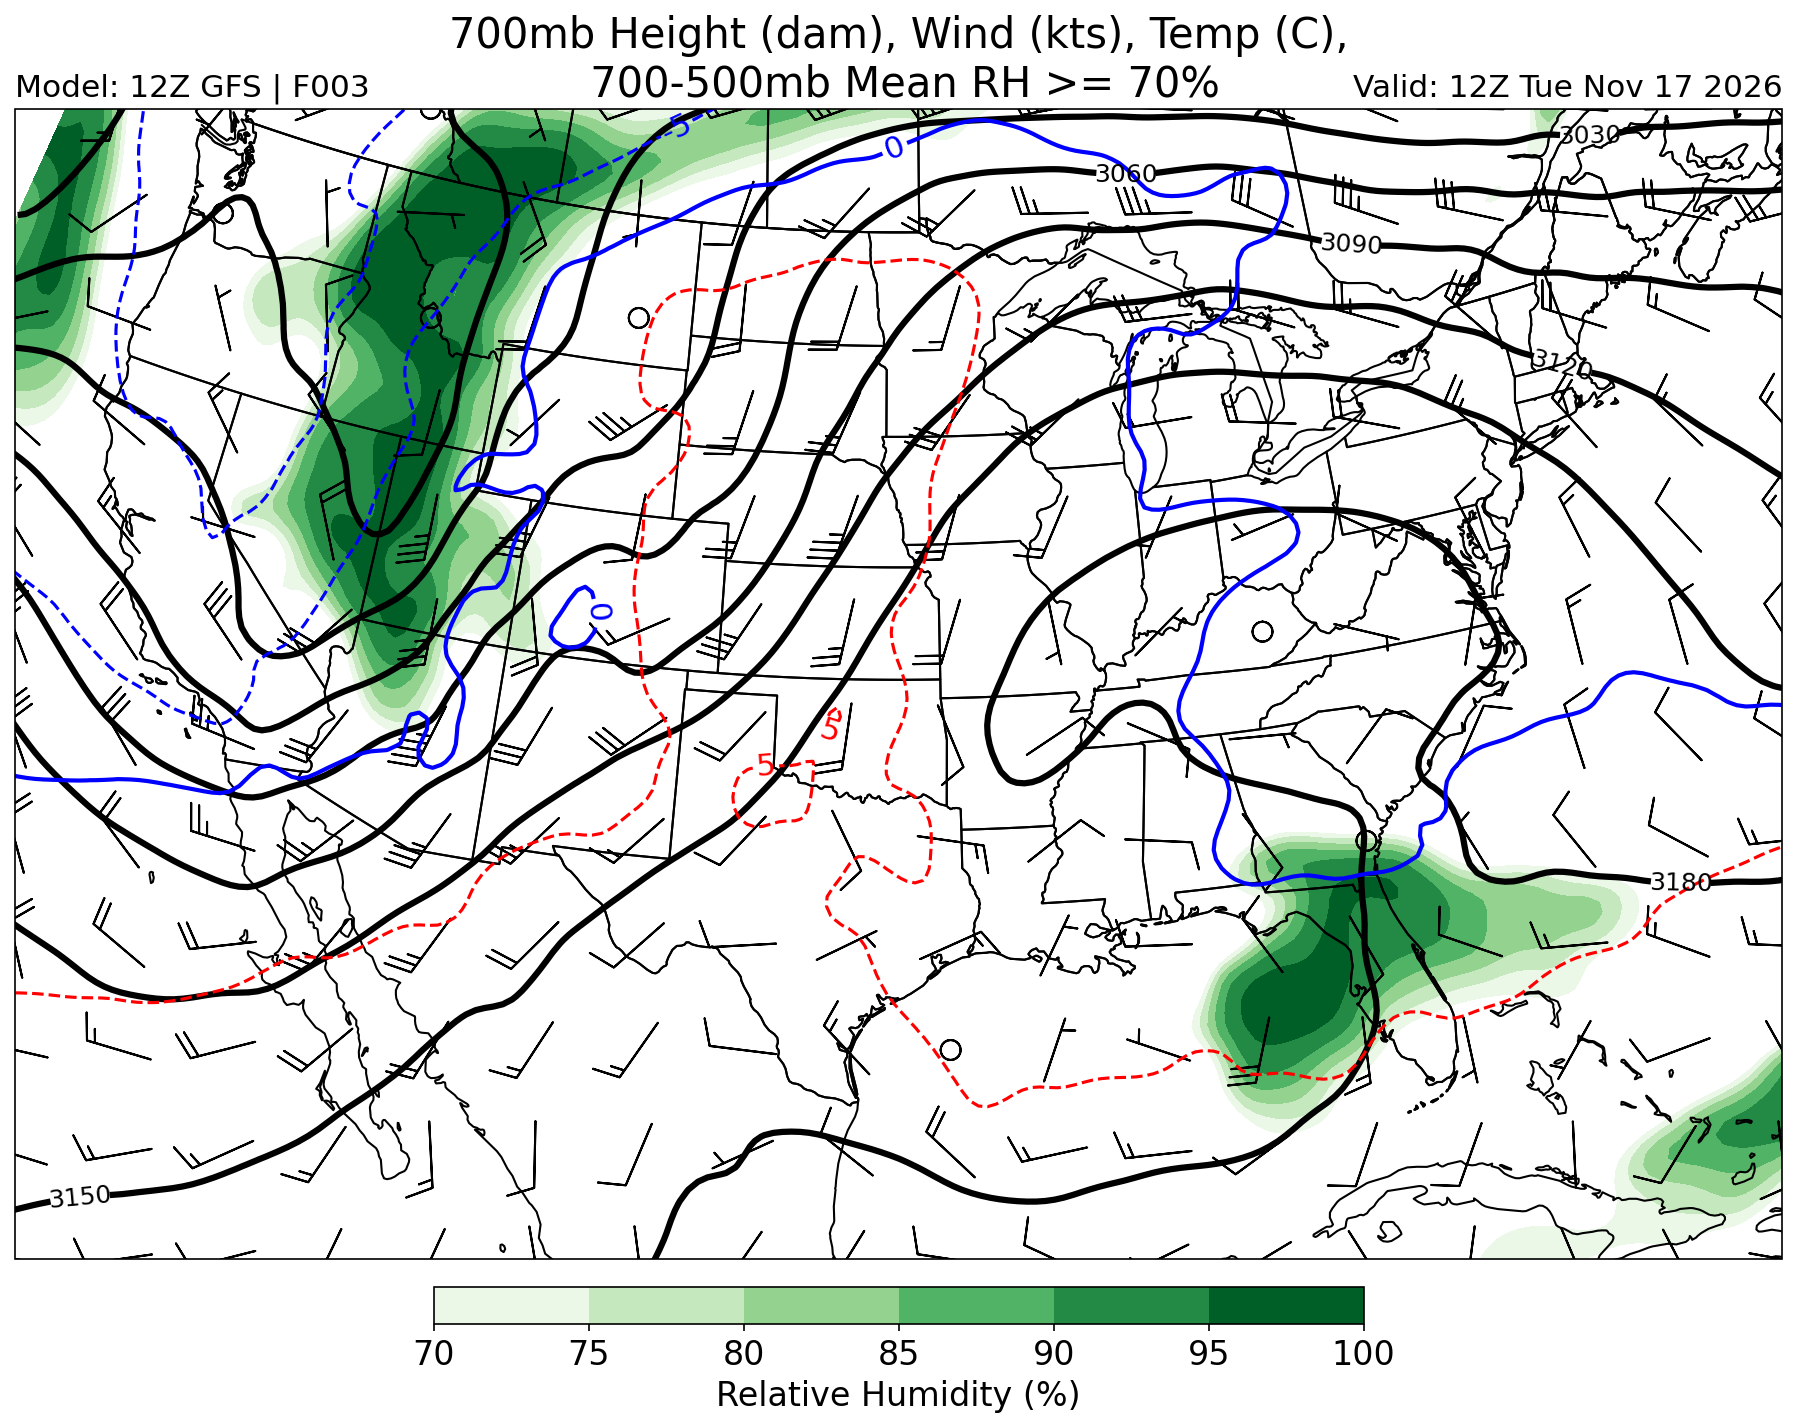 700mb Height (dam), Wind (kts), Temp (C),
Model: 12Z GFS | F003
700-500mb Mean RH >= 70%
Valid: 12Z Tue Nov 17 2026
5
0
3030
3060
3090
3120
0
5
5
3180
3150
70 75 80 85 90 95 100
Relative Humidity (%)